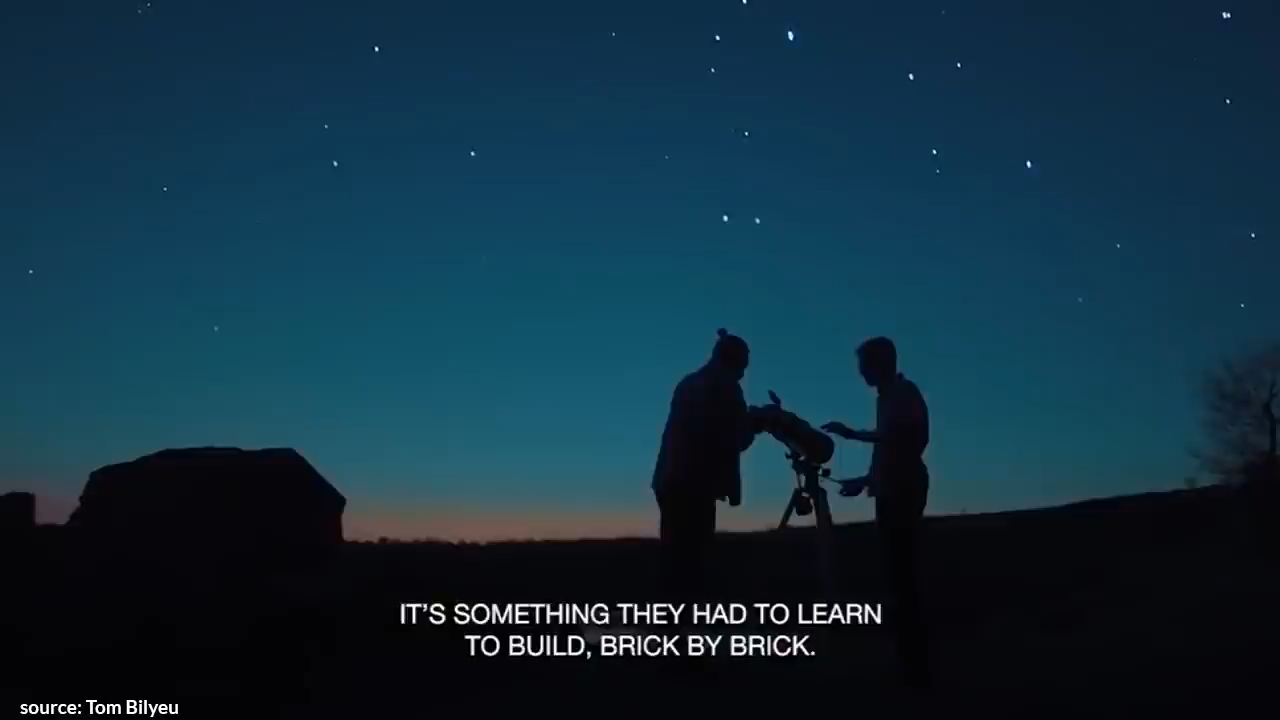 IT'S SOMETHING THEY HAD TO LEARN
TO BUILD, BRICK BY BRICK.
source: Tom Bilyeu